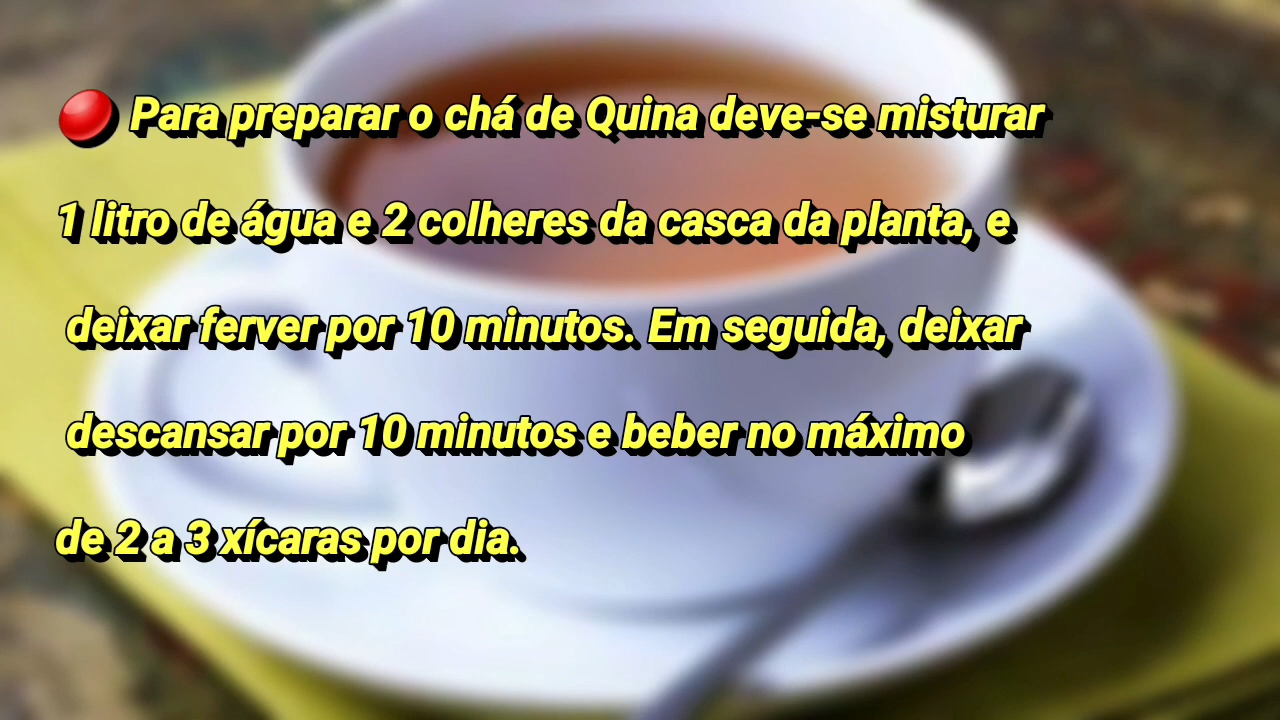 Para preparar o chá de Quina deve-se misturar
1 litro de água e 2 colheres da casca da planta, e
deixar ferver por 10 minutos. Em seguida, deixar
descansar por 10 minutos e beber no máximo
de 2 a 3 xícaras por dia.